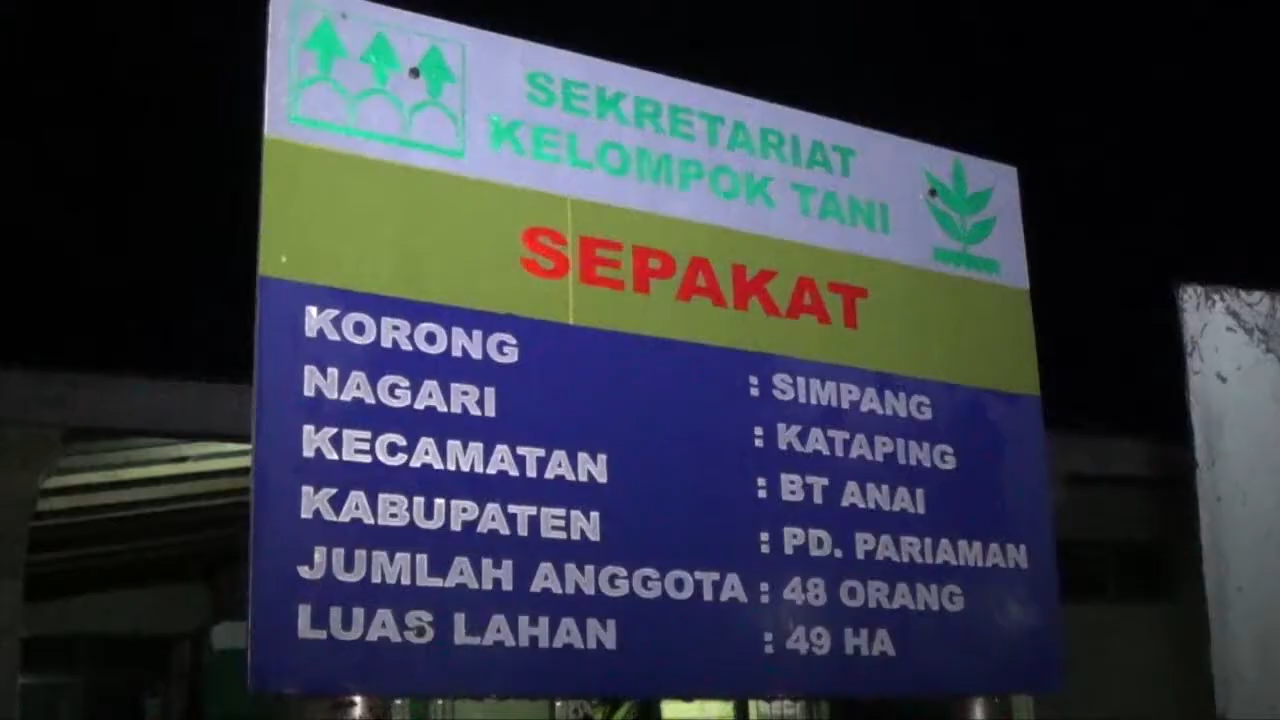 SEKRETARIAT
KELOMPOK TANI
SEPAKAT
KORONG : SIMPANG
NAGARI : KATAPING
KECAMATAN : BT ANAI
KABUPATEN : PD. PARIAMAN
JUMLAH ANGGOTA : 48 ORANG
LUAS LAHAN : 49 HA